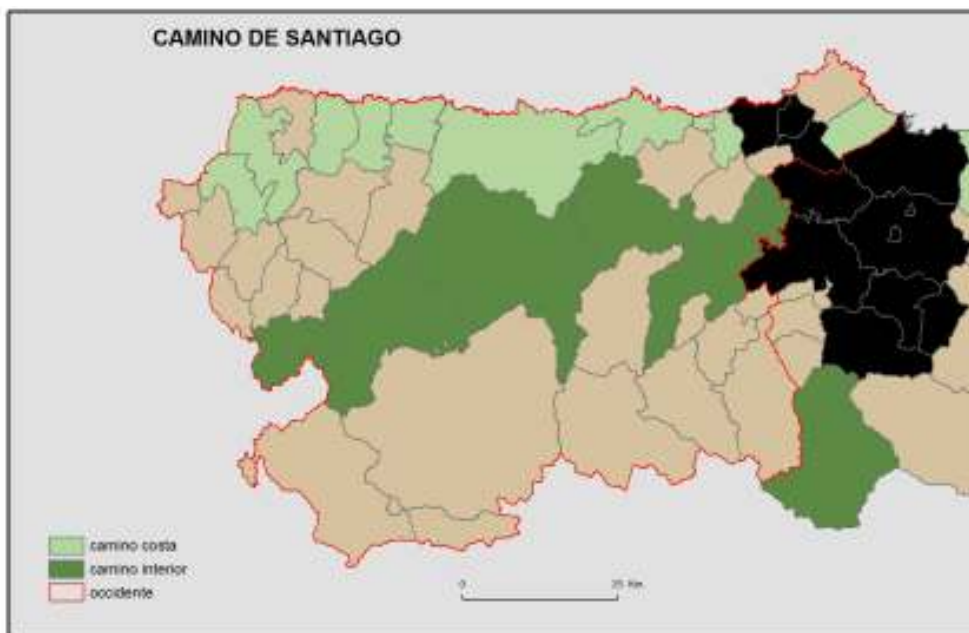 CAMINO DE SANTIAGO
camino costa
camino interior
occidente
0 25 Km.